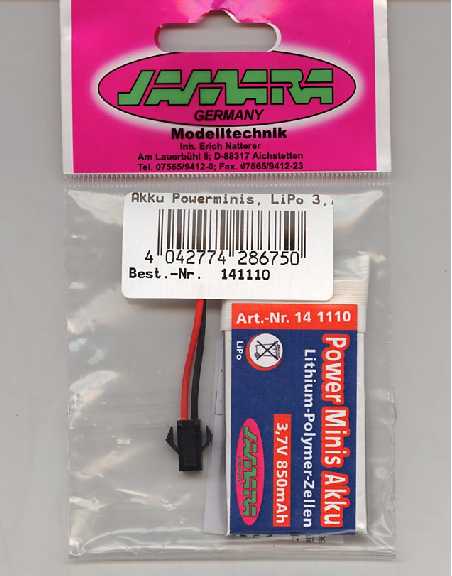 JAMARA
GERMANY
Modelltechnik
Inh. Erich Natterer
Am Lauerbühl 5; D-88317 Aichstetten
Tel. 07565/9412-0; Fax. 07565/9412-23
Akku Powerminis, LiPo 3,
4 042774 286750
Best.-Nr. 141110
Art.-Nr. 14 1110
LiPo
Power Minis Akku
Lithium-Polymer-Zellen
3,7V 850mAh
JAMARA